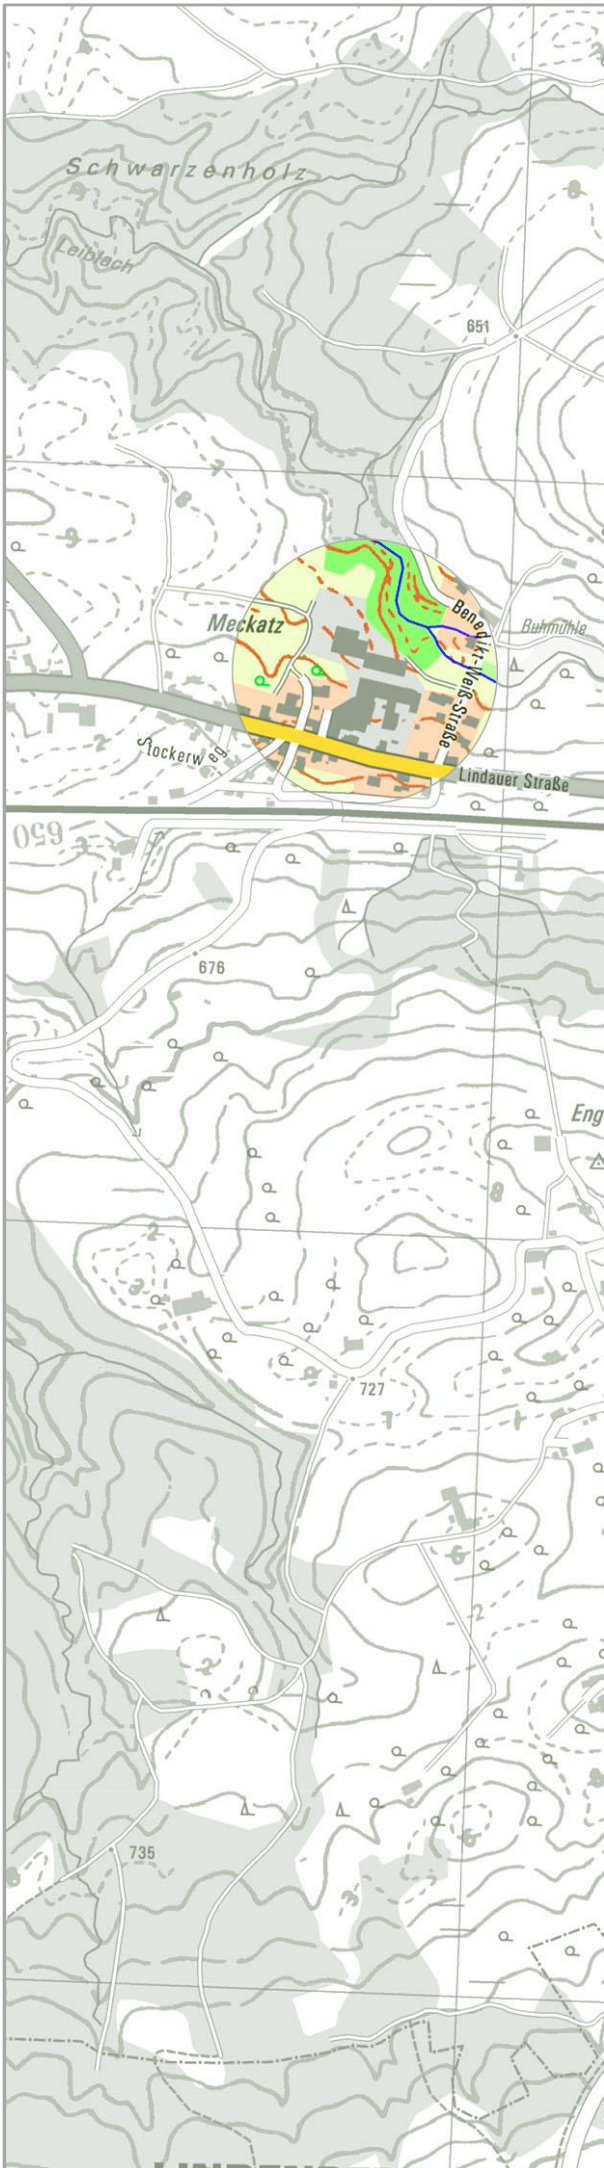 Schwarzenholz
Leiblach
651
Meckatz
Benedikt-Weiß-Straße
Buhmühle
Stockerweg
Lindauer Straße
650
676
Eng
727
735